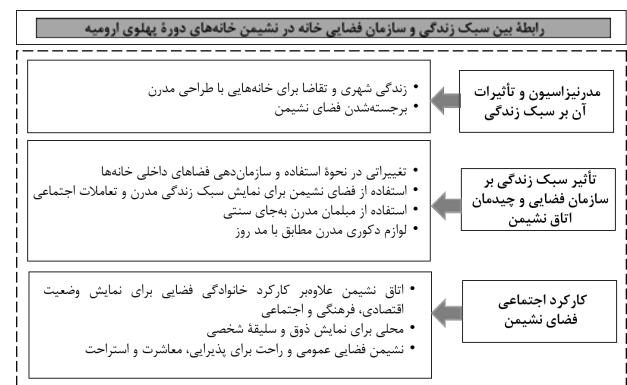 رابطۀ بین سبک زندگی و سازمان فضایی خانه در نشیمن خانه‌های دورۀ پهلوی ارومیه
مدرنیزاسیون و تأثیرات
آن بر سبک زندگی
• زندگی شهری و تقاضا برای خانه‌هایی با طراحی مدرن
• برجسته‌شدن فضای نشیمن
تأثیر سبک زندگی بر
سازمان فضایی و چیدمان
اتاق نشیمن
• تغییراتی در نحوۀ استفاده و سازمان‌دهی فضاهای داخلی خانه‌ها
• استفاده از فضای نشیمن برای نمایش سبک زندگی مدرن و تعاملات اجتماعی
• استفاده از مبلمان مدرن به‌جای سنتی
• لوازم دکوری مدرن مطابق با مد روز
کارکرد اجتماعی
فضای نشیمن
• اتاق نشیمن علاوه‌بر کارکرد خانوادگی فضایی برای نمایش وضعیت
اقتصادی، فرهنگی و اجتماعی
• محلی برای نمایش ذوق و سلیقۀ شخصی
• نشیمن فضایی عمومی و راحت برای پذیرایی، معاشرت و استراحت